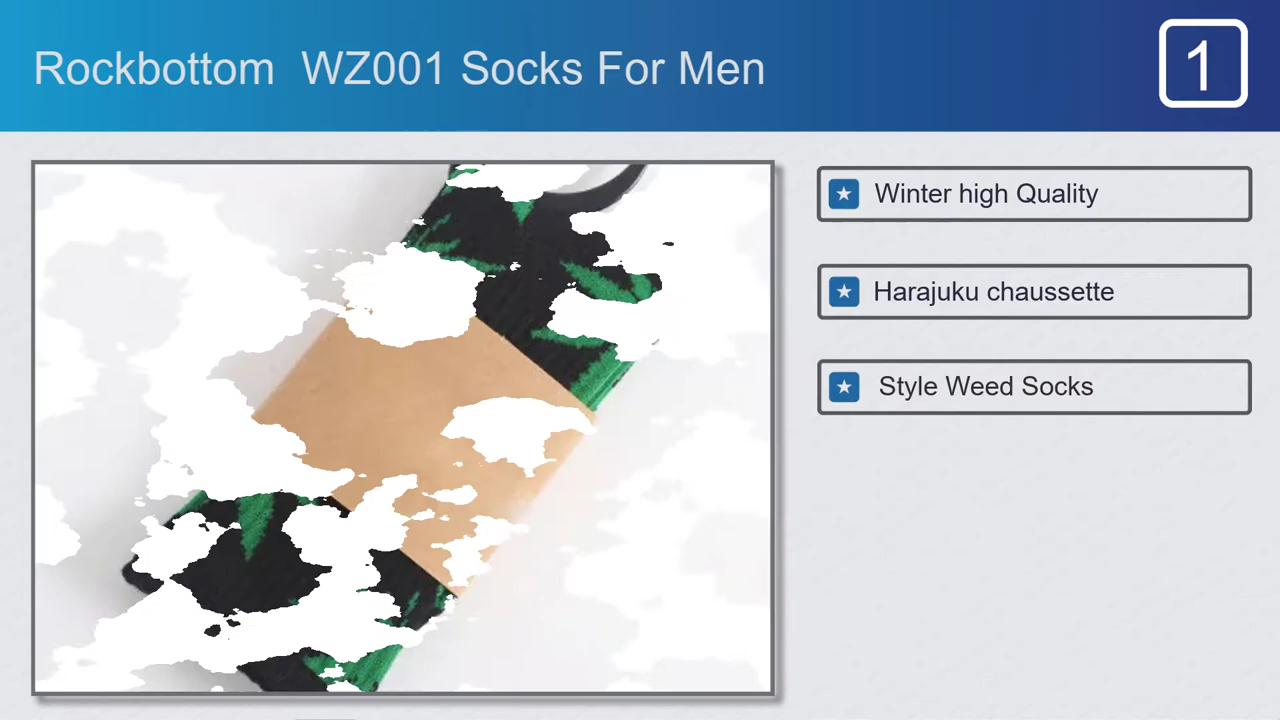 Rockbottom  WZ001 Socks For Men
1
Winter high Quality
Harajuku chaussette
Style Weed Socks